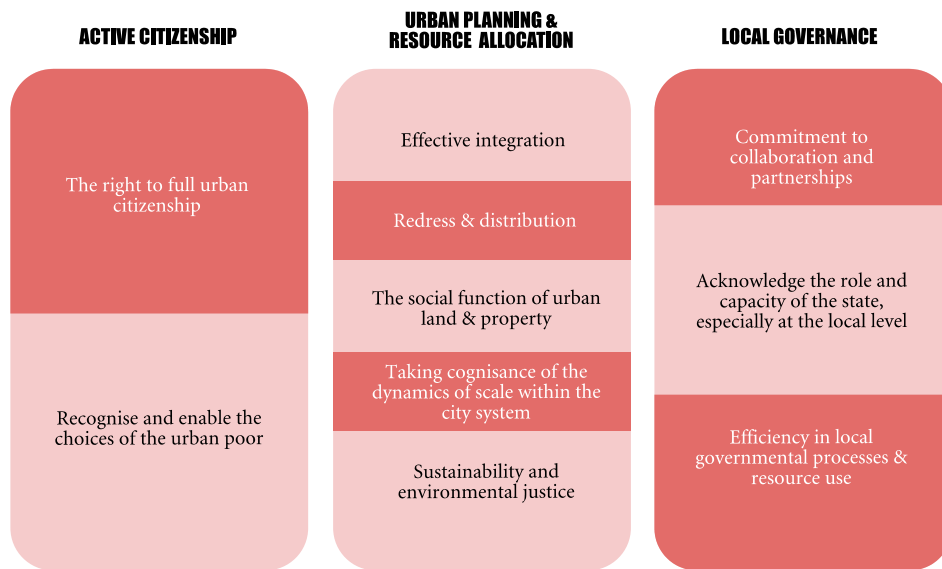 ACTIVE CITIZENSHIP
The right to full urban
citizenship
Recognise and enable the
choices of the urban poor
URBAN PLANNING &
RESOURCE ALLOCATION
Effective integration
Redress & distribution
The social function of urban
land & property
Taking cognisance of the
dynamics of scale within the
city system
Sustainability and
environmental justice
LOCAL GOVERNANCE
Commitment to
collaboration and
partnerships
Acknowledge the role and
capacity of the state,
especially at the local level
Efficiency in local
governmental processes &
resource use